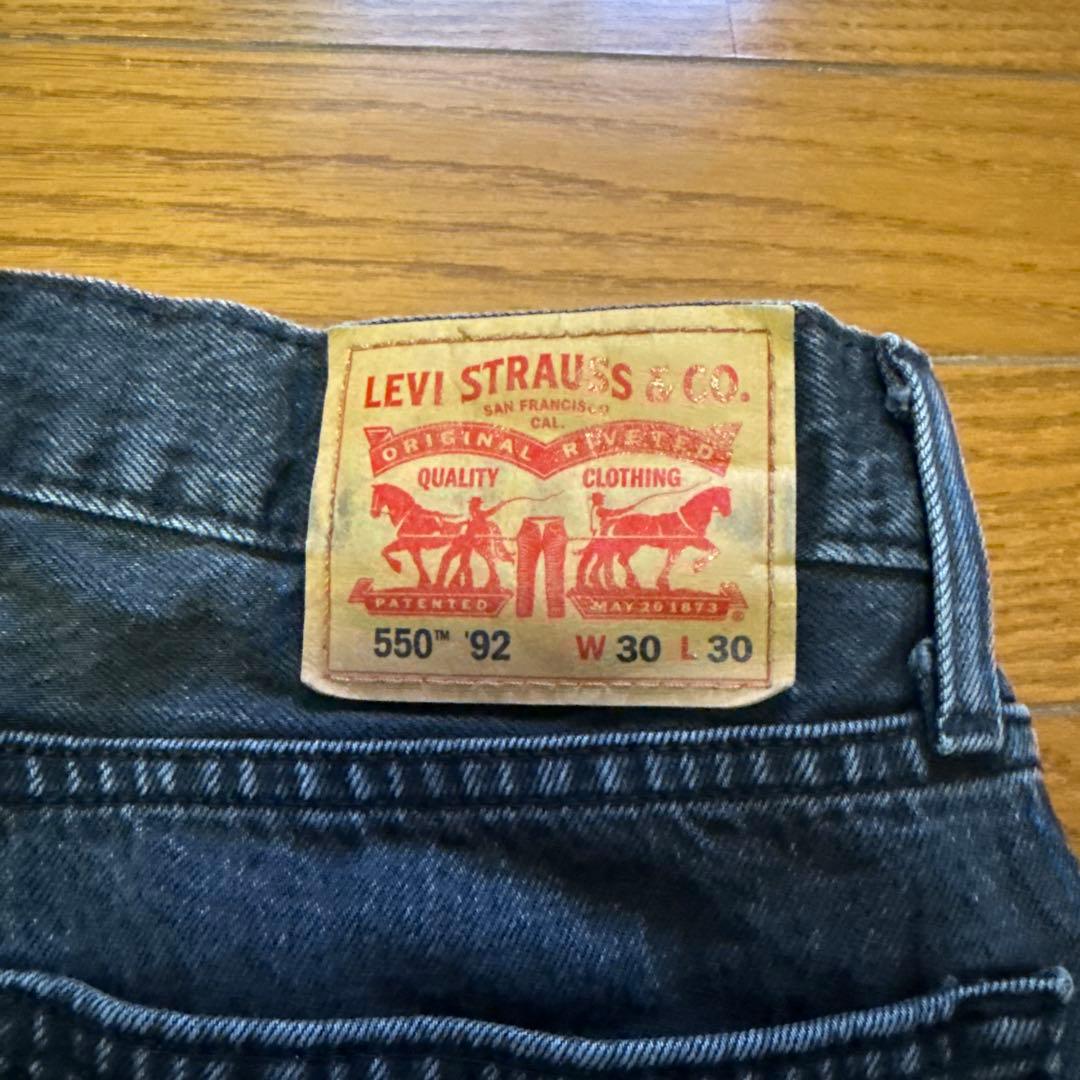 LEVI STRAUSS & CO.
SAN FRANCISCO
CAL.
ORIGINAL RIVETED
QUALITY CLOTHING
PATENTED MAY 20 1873 ®
550™ '92 W 30 L 30